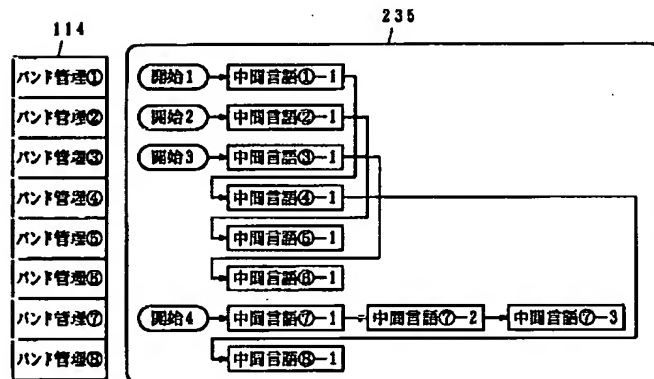 114
235
バンド管理①
開始1
中間言語①-1
バンド管理②
開始2
中間言語②-1
バンド管理③
開始3
中間言語③-1
バンド管理④
中間言語④-1
バンド管理⑤
中間言語⑤-1
バンド管理⑥
中間言語⑥-1
バンド管理⑦
開始4
中間言語⑦-1
中間言語⑦-2
中間言語⑦-3
バンド管理⑧
中間言語⑧-1